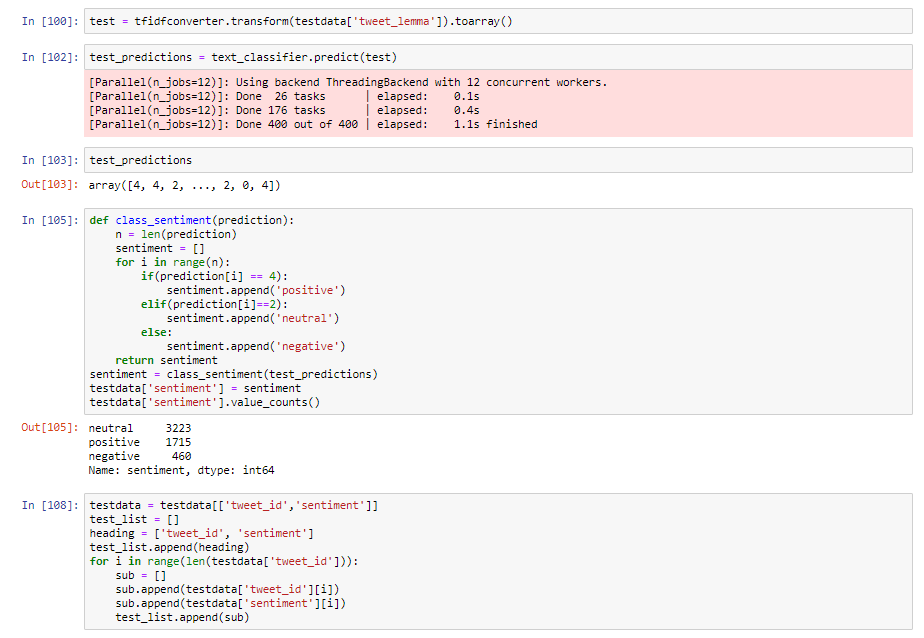 In [100]: test = tfidfconverter.transform(testdata['tweet_lemma']).toarray()
In [102]: test_predictions = text_classifier.predict(test)
[Parallel(n_jobs=12)]: Using backend ThreadingBackend with 12 concurrent workers.
[Parallel(n_jobs=12)]: Done  26 tasks      | elapsed:    0.1s
[Parallel(n_jobs=12)]: Done 176 tasks      | elapsed:    0.4s
[Parallel(n_jobs=12)]: Done 400 out of 400 | elapsed:    1.1s finished
In [103]: test_predictions
Out[103]: array([4, 4, 2, ..., 2, 0, 4])
In [105]: def class_sentiment(prediction):
    n = len(prediction)
    sentiment = []
    for i in range(n):
        if(prediction[i] == 4):
            sentiment.append('positive')
        elif(prediction[i]==2):
            sentiment.append('neutral')
        else:
            sentiment.append('negative')
    return sentiment
sentiment = class_sentiment(test_predictions)
testdata['sentiment'] = sentiment
testdata['sentiment'].value_counts()
Out[105]: neutral     3223
positive    1715
negative     460
Name: sentiment, dtype: int64
In [108]: testdata = testdata[['tweet_id','sentiment']]
test_list = []
heading = ['tweet_id', 'sentiment']
test_list.append(heading)
for i in range(len(testdata['tweet_id'])):
    sub = []
    sub.append(testdata['tweet_id'][i])
    sub.append(testdata['sentiment'][i])
    test_list.append(sub)